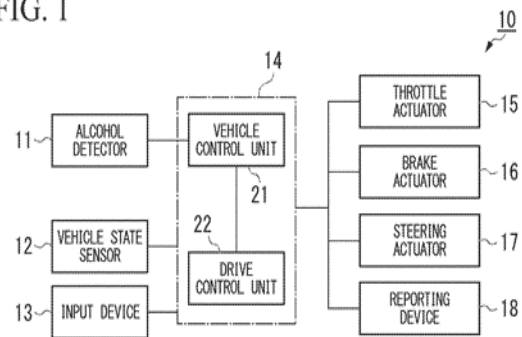 FIG. 1
10
14
11
ALCOHOL
DETECTOR
VEHICLE
CONTROL UNIT
21
THROTTLE
ACTUATOR
15
BRAKE
ACTUATOR
16
12
VEHICLE STATE
SENSOR
22
DRIVE
CONTROL UNIT
STEERING
ACTUATOR
17
13
INPUT DEVICE
REPORTING
DEVICE
18